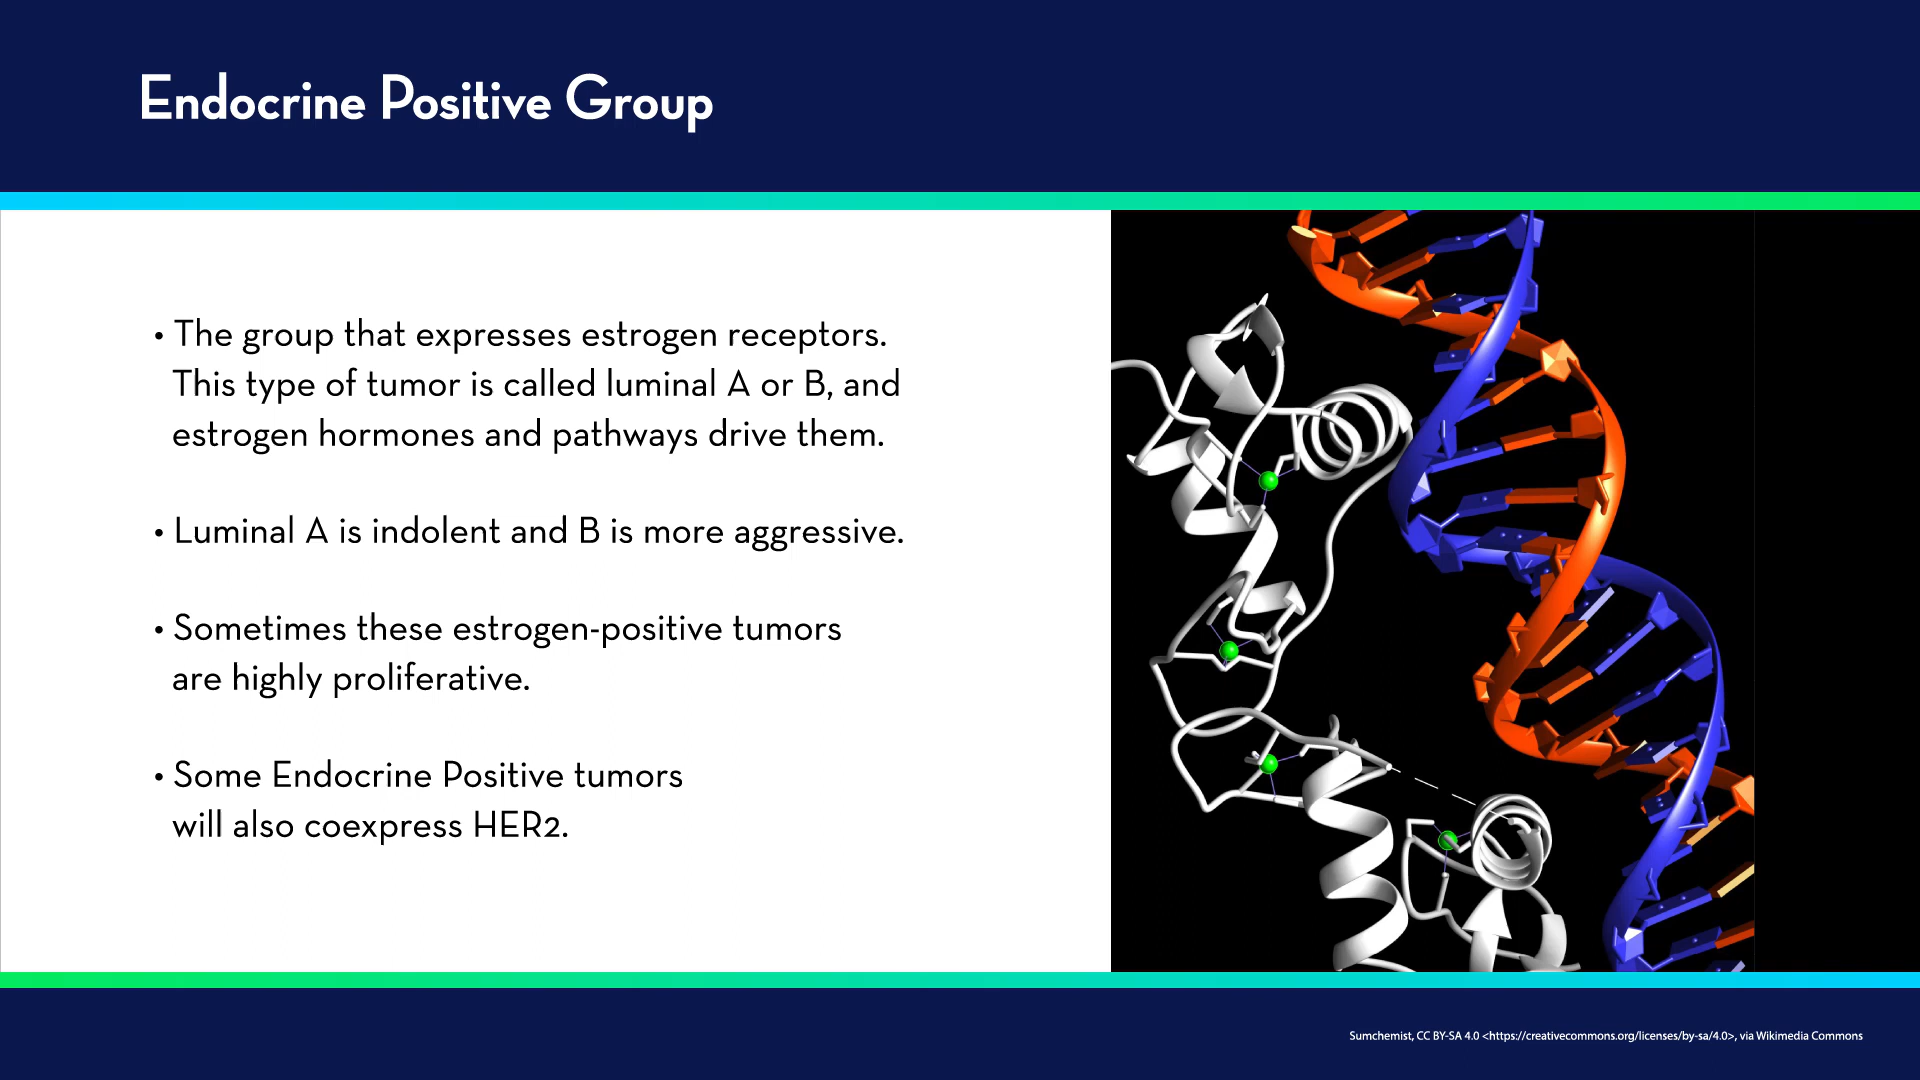 Endocrine Positive Group
• The group that expresses estrogen receptors.
This type of tumor is called luminal A or B, and
estrogen hormones and pathways drive them.
• Luminal A is indolent and B is more aggressive.
• Sometimes these estrogen-positive tumors
are highly proliferative.
• Some Endocrine Positive tumors
will also coexpress HER2.
Sumchemist, CC BY-SA 4.0 <https://creativecommons.org/licenses/by-sa/4.0>, via Wikimedia Commons